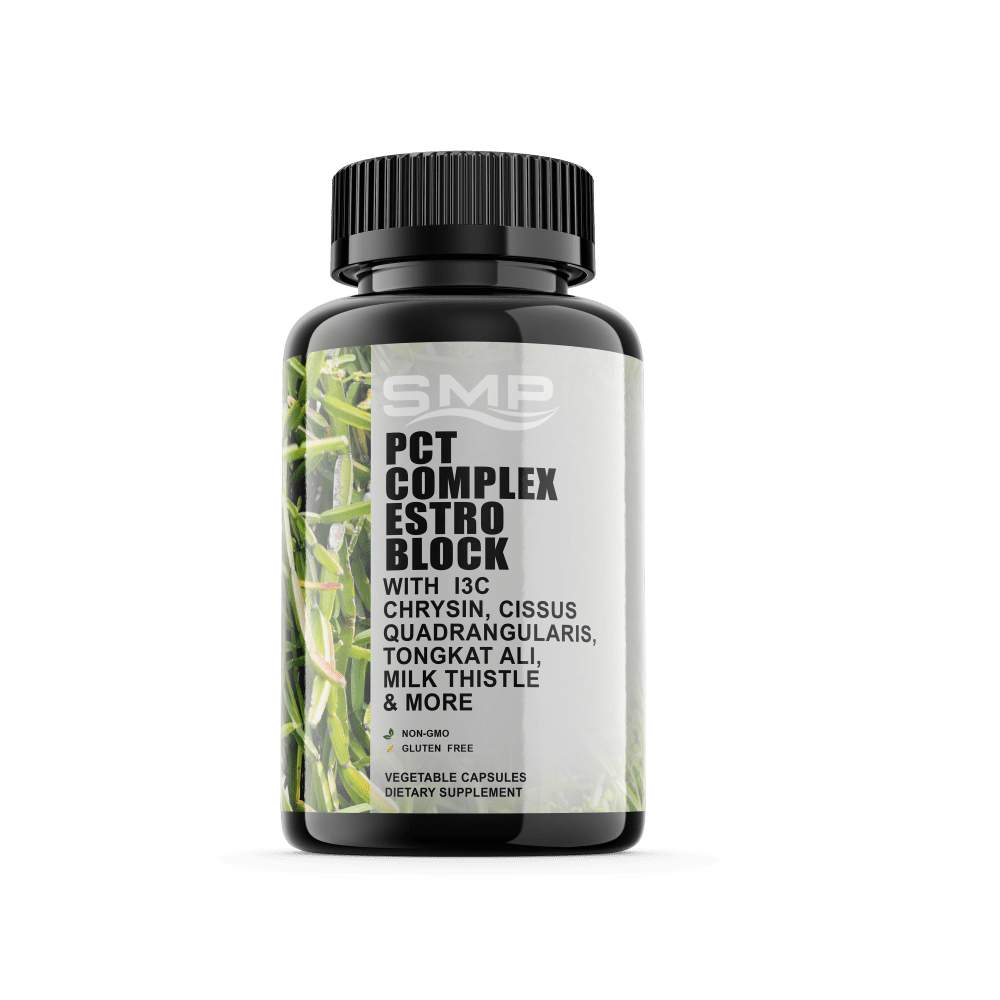 SMP
PCT
COMPLEX
ESTRO
BLOCK
WITH I3C
CHRYSIN, CISSUS
QUADRANGULARIS,
TONGKAT ALI,
MILK THISTLE
& MORE
NON-GMO
GLUTEN FREE
VEGETABLE CAPSULES
DIETARY SUPPLEMENT